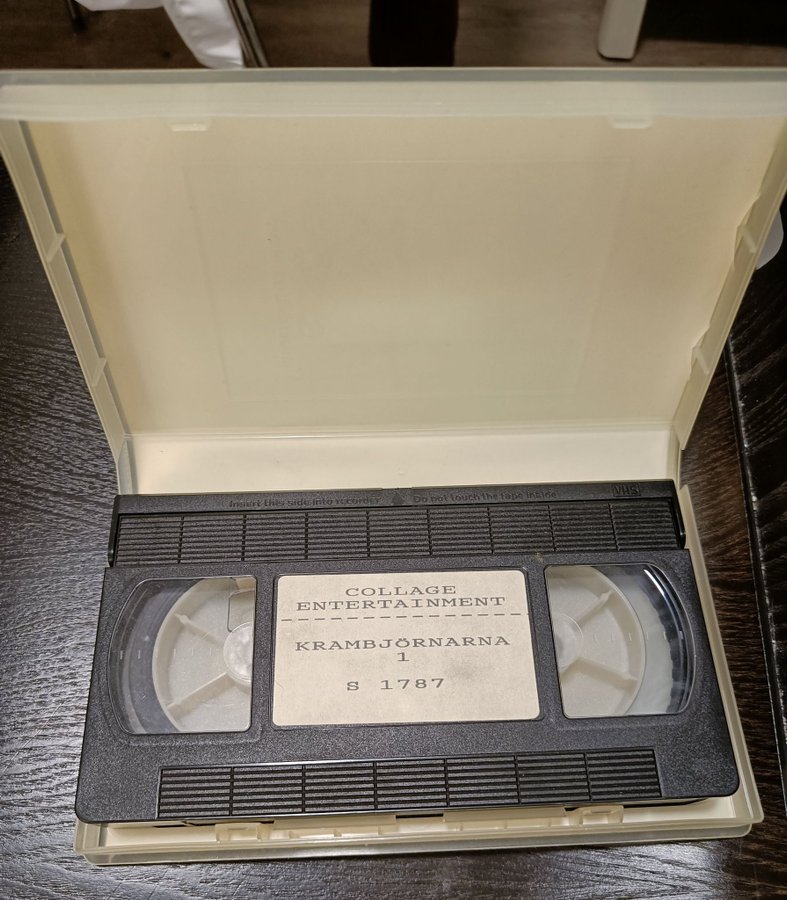 Insert this side into recorder Do not touch the tape inside VHS
COLLAGE
ENTERTAINMENT
KRAMBJÖRNARNA
1
S 1787